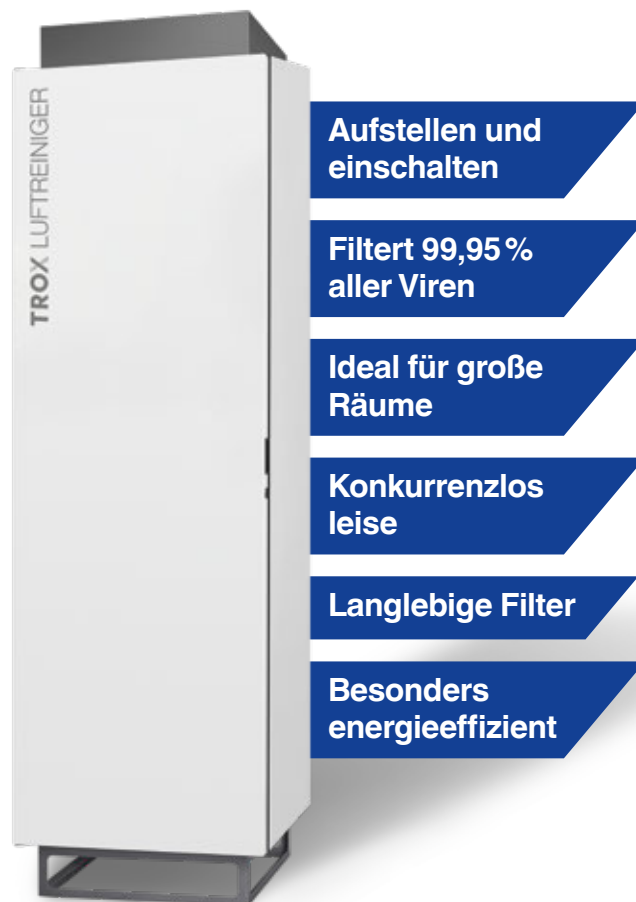 TROX LUFTREINIGER
Aufstellen und
einschalten
Filtert 99,95 %
aller Viren
Ideal für große
Räume
Konkurrenzlos
leise
Langlebige Filter
Besonders
energieeffizient